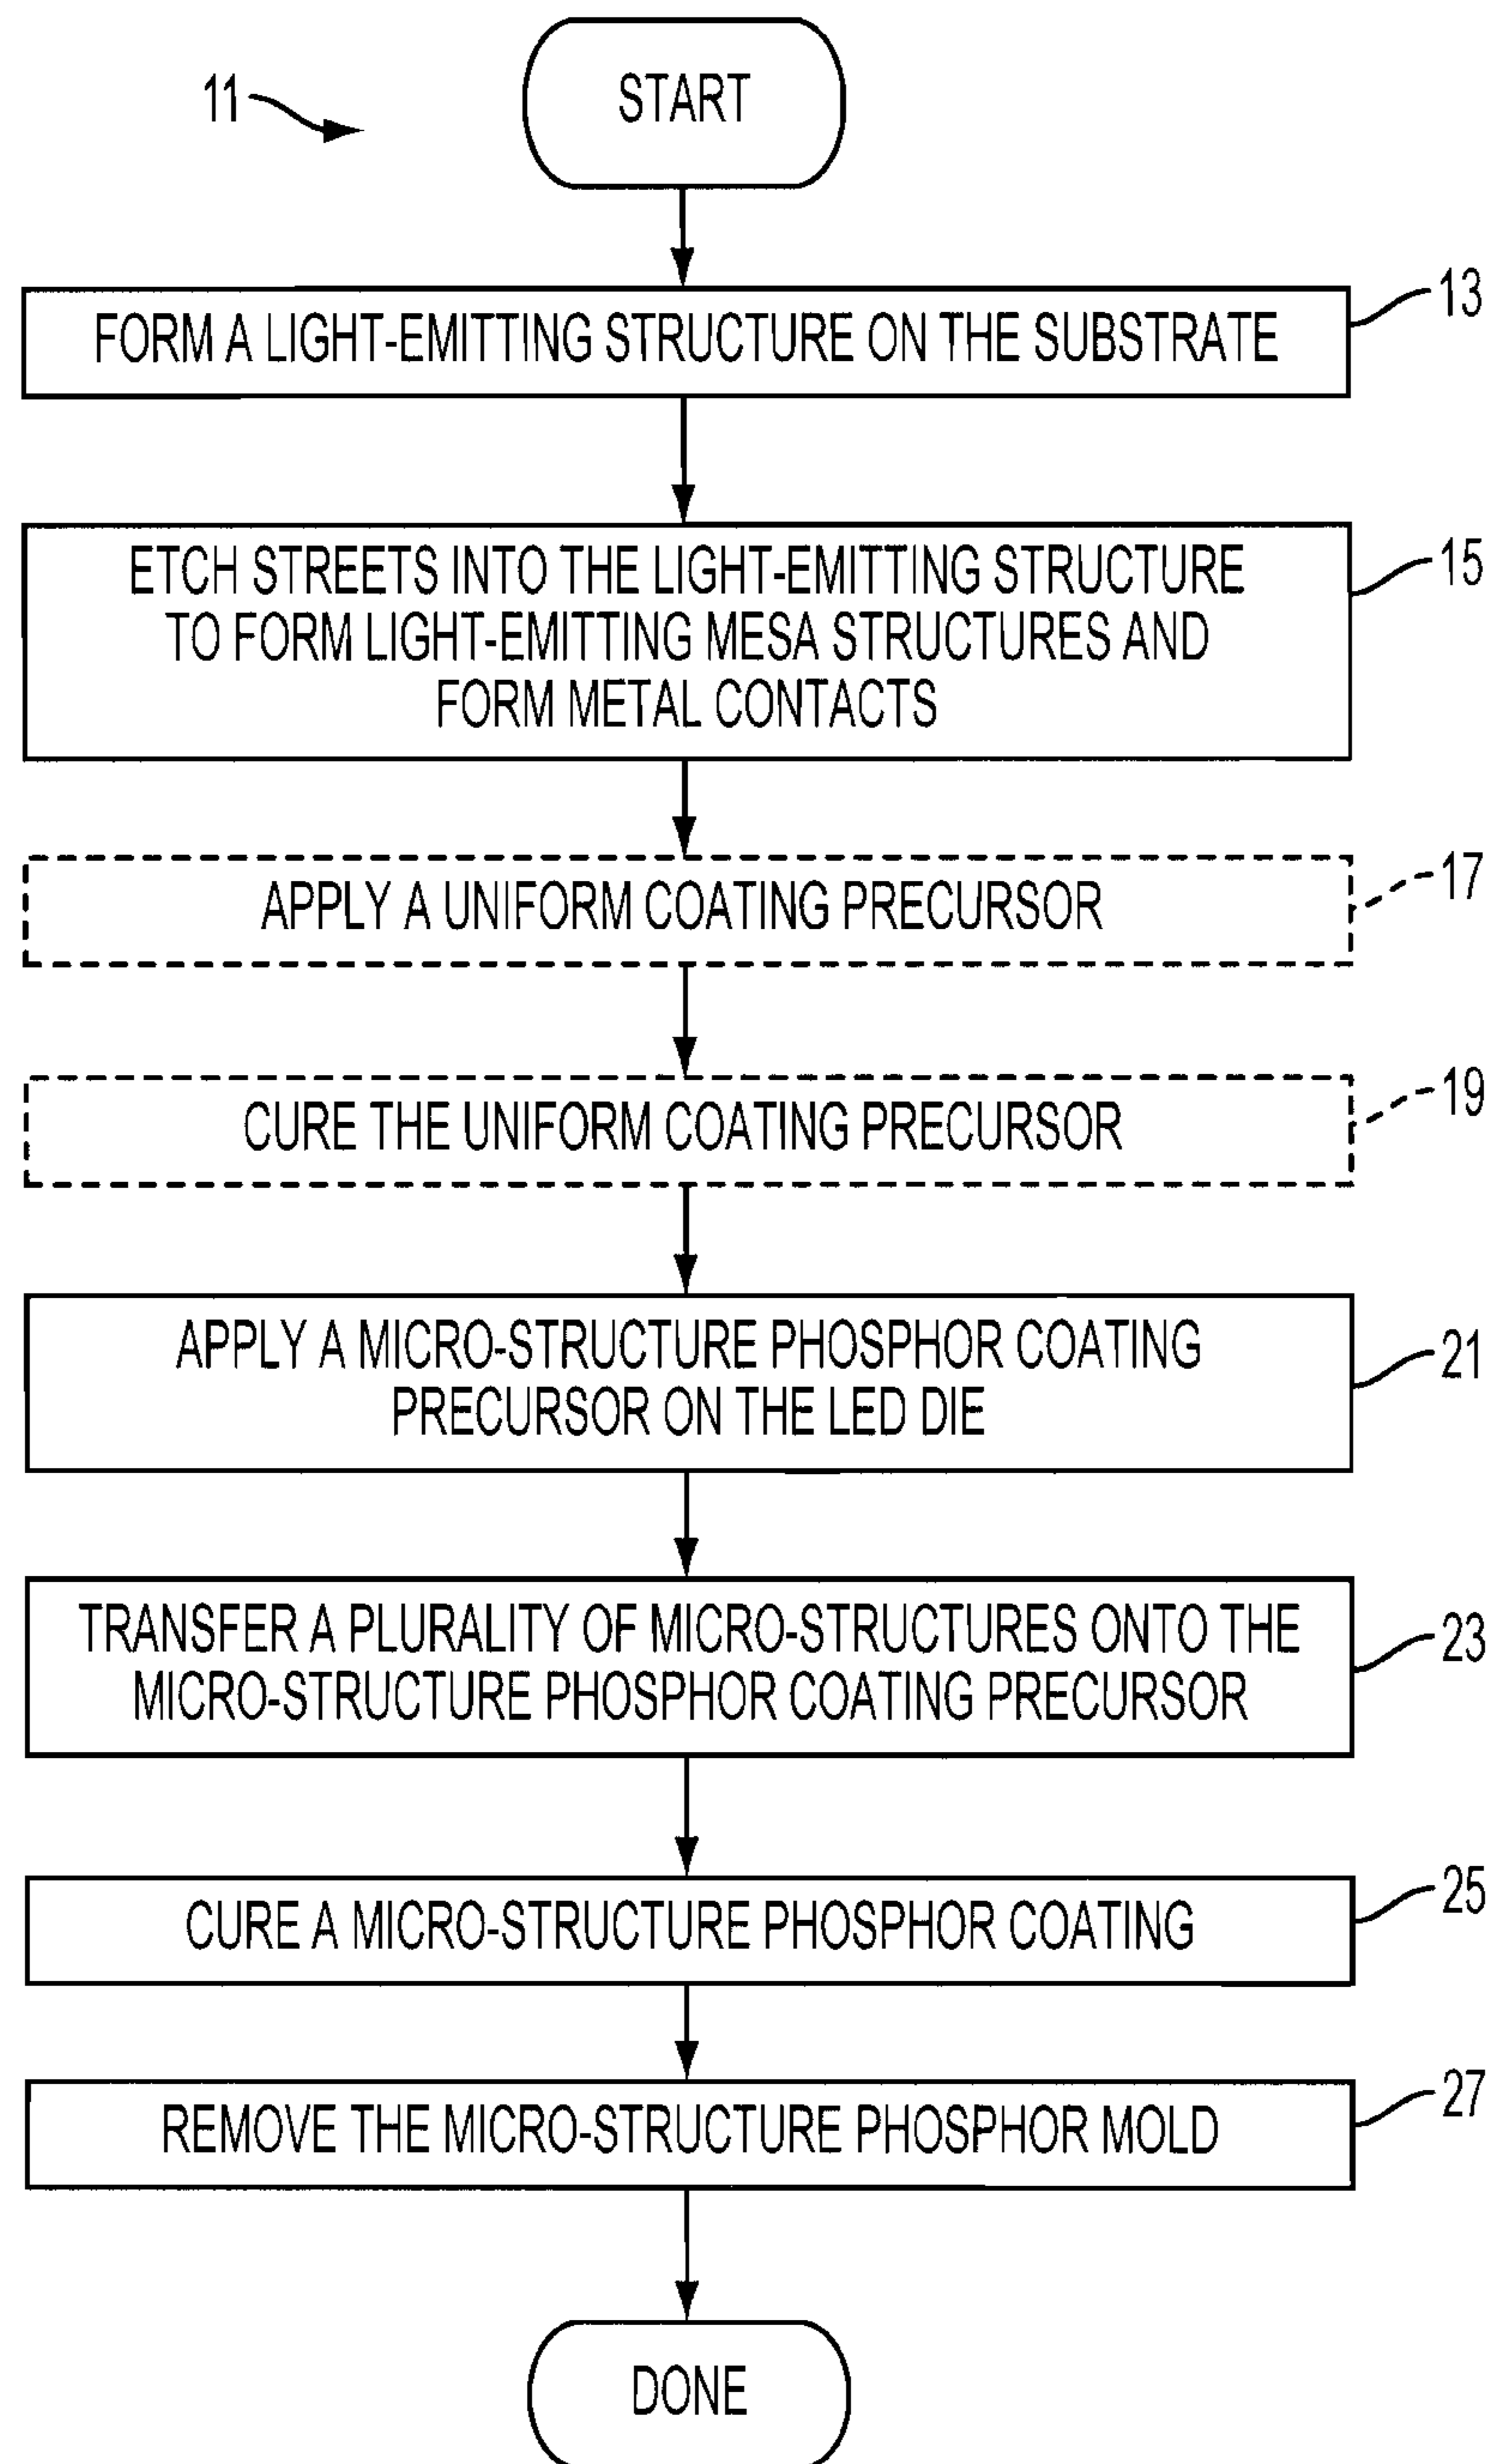 11
START
13
FORM A LIGHT-EMITTING STRUCTURE ON THE SUBSTRATE
15
ETCH STREETS INTO THE LIGHT-EMITTING STRUCTURE
TO FORM LIGHT-EMITTING MESA STRUCTURES AND
FORM METAL CONTACTS
17
APPLY A UNIFORM COATING PRECURSOR
19
CURE THE UNIFORM COATING PRECURSOR
21
APPLY A MICRO-STRUCTURE PHOSPHOR COATING
PRECURSOR ON THE LED DIE
23
TRANSFER A PLURALITY OF MICRO-STRUCTURES ONTO THE
MICRO-STRUCTURE PHOSPHOR COATING PRECURSOR
25
CURE A MICRO-STRUCTURE PHOSPHOR COATING
27
REMOVE THE MICRO-STRUCTURE PHOSPHOR MOLD
DONE